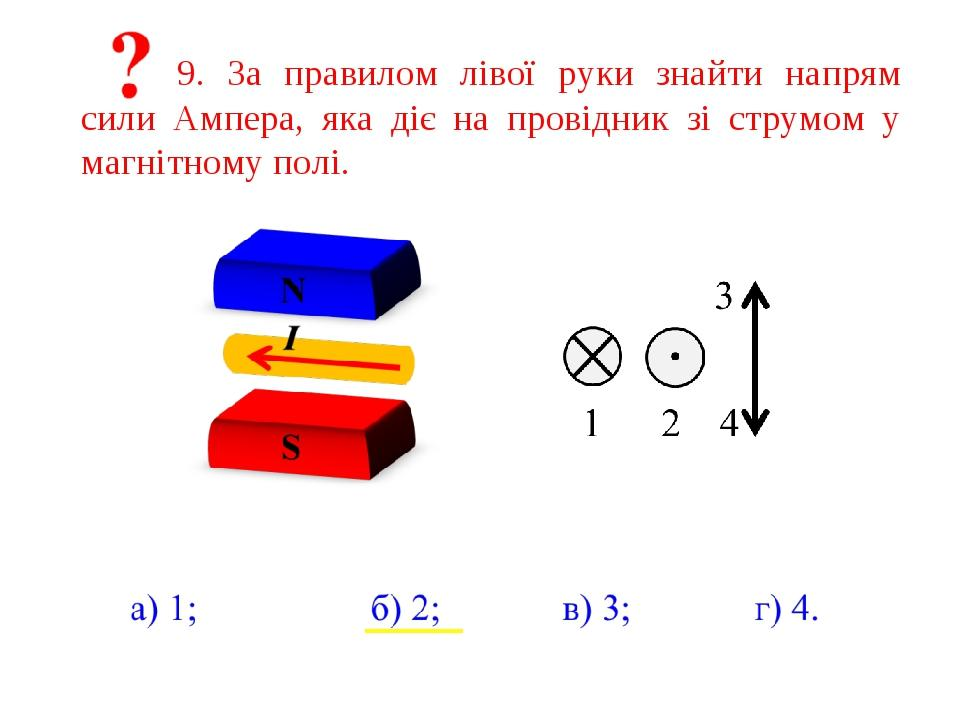 ? 9. За правилом лівої руки знайти напрям
сили Ампера, яка діє на провідник зі струмом у
магнітному полі.
N
I
S
3
1 2 4
а) 1; б) 2; в) 3; г) 4.